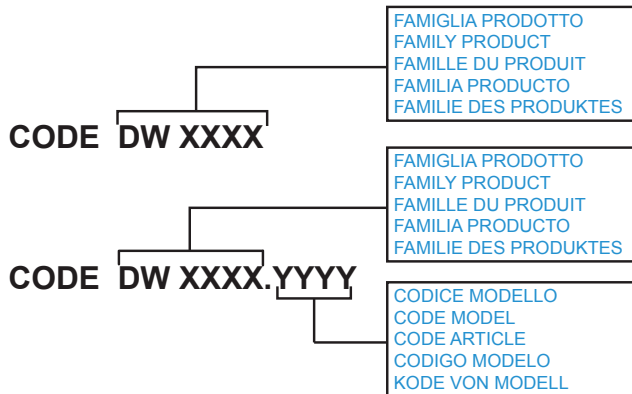 FAMIGLIA PRODOTTO
FAMILY PRODUCT
FAMILLE DU PRODUIT
FAMILIA PRODUCTO
FAMILIE DES PRODUKTES
CODE DW XXXX
FAMIGLIA PRODOTTO
FAMILY PRODUCT
FAMILLE DU PRODUIT
FAMILIA PRODUCTO
FAMILIE DES PRODUKTES
CODE DW XXXX.YYYY
CODICE MODELLO
CODE MODEL
CODE ARTICLE
CODIGO MODELO
KODE VON MODELL